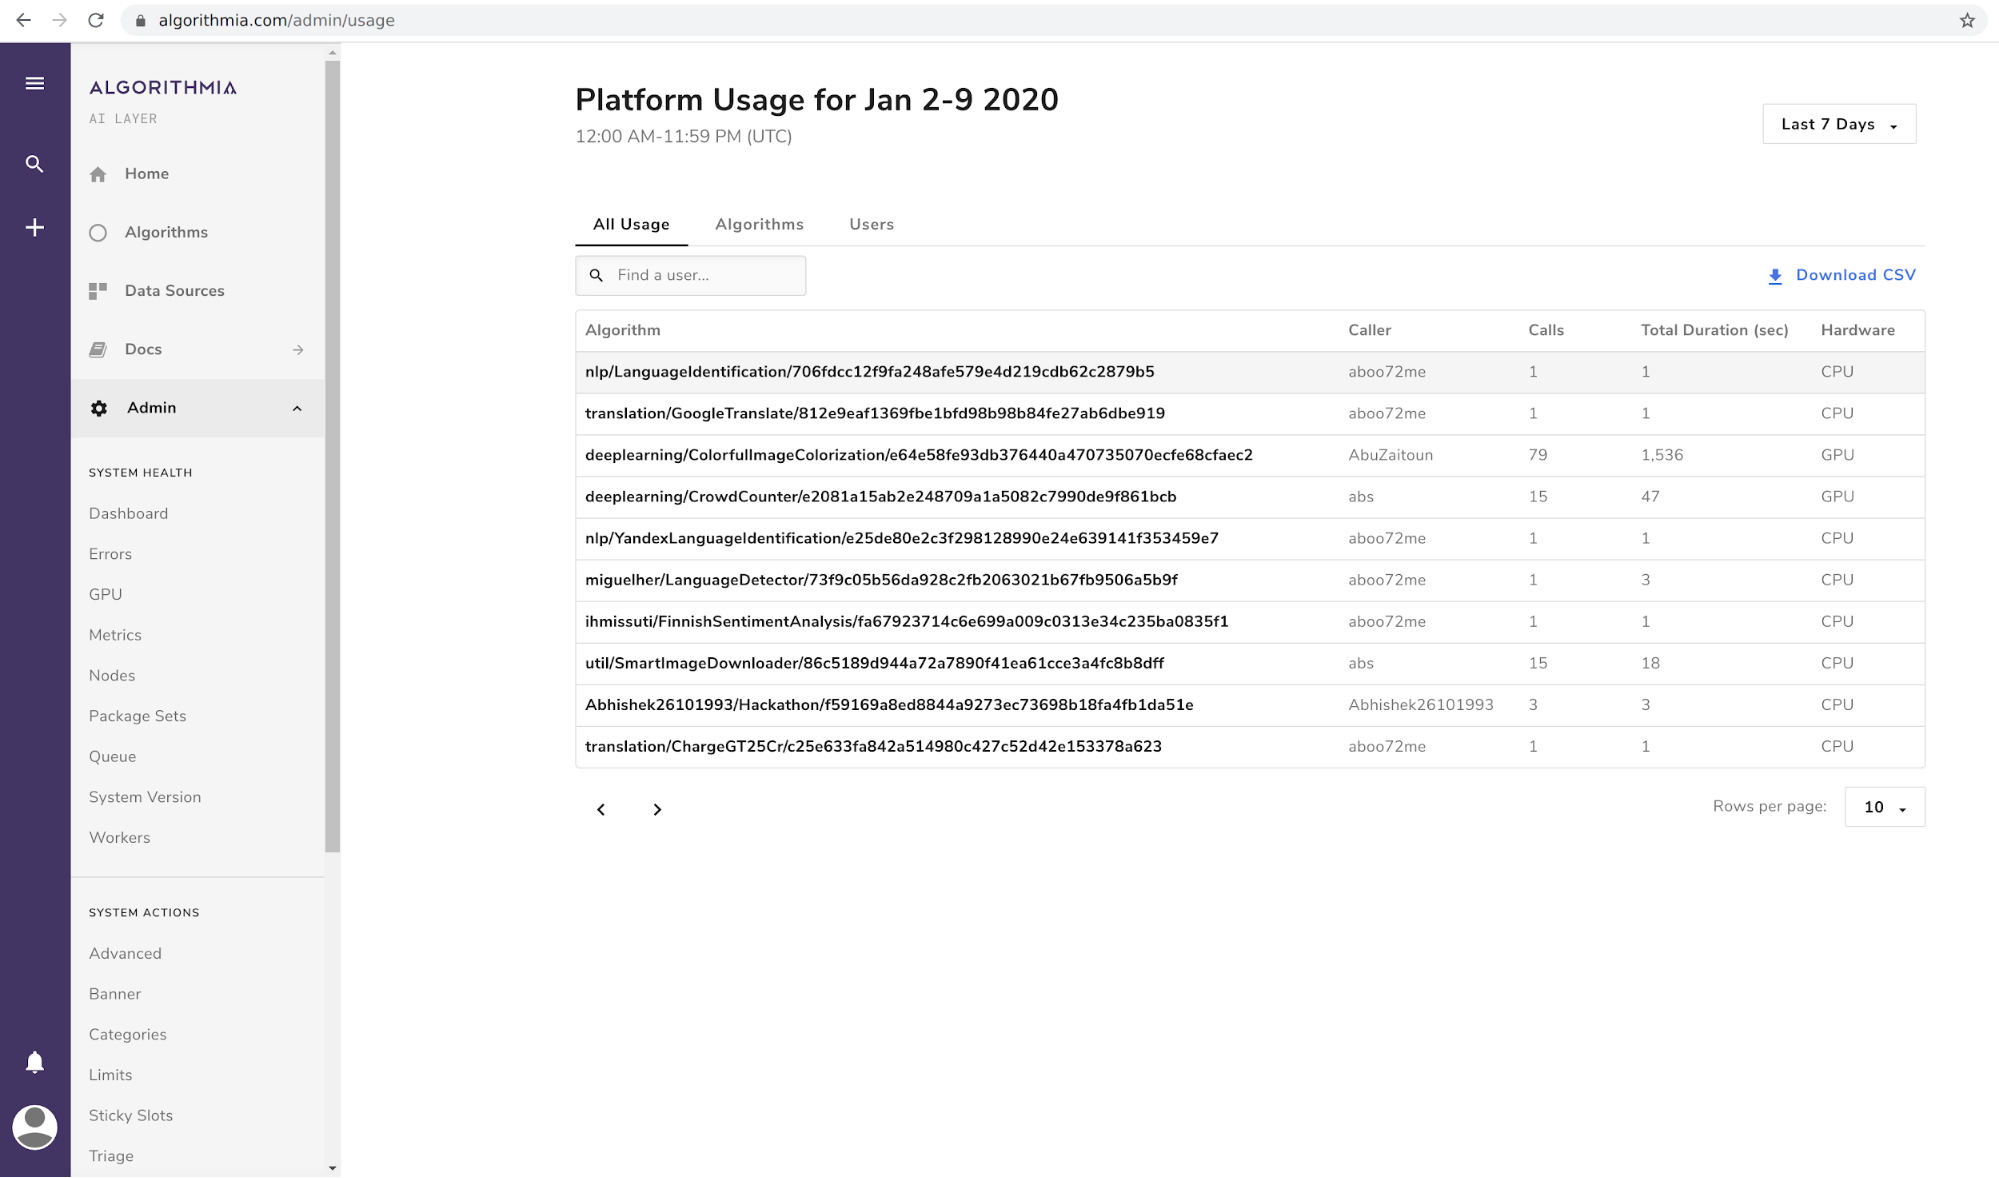 algorithmia.com/admin/usage
ALGORITHMIA
AI LAYER
Home
Algorithms
Data Sources
Docs
Admin
SYSTEM HEALTH
Dashboard
Errors
GPU
Metrics
Nodes
Package Sets
Queue
System Version
Workers
SYSTEM ACTIONS
Advanced
Banner
Categories
Limits
Sticky Slots
Triage
Platform Usage for Jan 2-9 2020
12:00 AM-11:59 PM (UTC)
Last 7 Days
All Usage Algorithms Users
Find a user...
Download CSV
Algorithm Caller Calls Total Duration (sec) Hardware
nlp/LanguageIdentification/706fdcc12f9fa248afe579e4d219cdb62c2879b5 aboo72me 1 1 CPU
translation/GoogleTranslate/812e9eaf1369fbe1bfd98b98b84fe27ab6dbe919 aboo72me 1 1 CPU
deeplearning/ColorfulImageColorization/e64e58fe93db376440a470735070ecfe68cfaec2 AbuZaitoun 79 1,536 GPU
deeplearning/CrowdCounter/e2081a15ab2e248709a1a5082c7990de9f861bcb abs 15 47 GPU
nlp/YandexLanguageIdentification/e25de80e2c3f298128990e24e639141f353459e7 aboo72me 1 1 CPU
miguelher/LanguageDetector/73f9c05b56da928c2fb2063021b67fb9506a5b9f aboo72me 1 3 CPU
ihmissuti/FinnishSentimentAnalysis/fa67923714c6e699a009c0313e34c235ba0835f1 aboo72me 1 1 CPU
util/SmartImageDownloader/86c5189d944a72a7890f41ea61cce3a4fc8b8dff abs 15 18 CPU
Abhishek26101993/Hackathon/f59169a8ed8844a9273ec73698b18fa4fb1da51e Abhishek26101993 3 3 CPU
translation/ChargeGT25Cr/c25e633fa842a514980c427c52d42e153378a623 aboo72me 1 1 CPU
Rows per page: 10